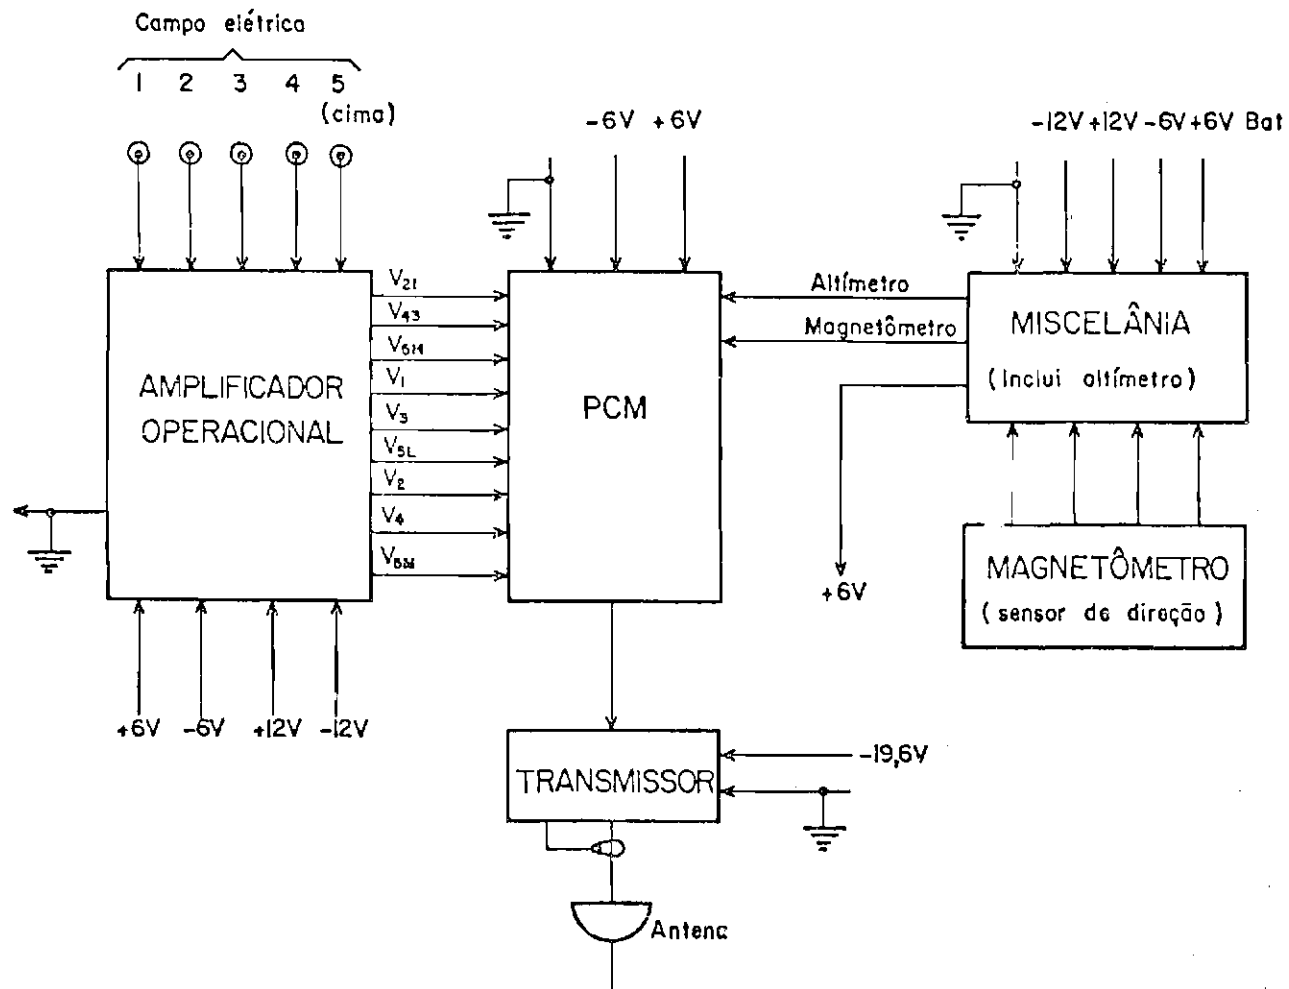 Campo elétrico
1 2 3 4 5
(cima)
-6V +6V
-12V +12V -6V +6V Bat
AMPLIFICADOR
OPERACIONAL
V21
V43
V5H
V1
V3
V5L
V2
V4
V5M
PCM
Altímetro
Magnetômetro
MISCELÂNIA
(Inclui altímetro)
+6V
MAGNETÔMETRO
(sensor de direção)
+6V -6V +12V -12V
TRANSMISSOR
-19,6V
Antena